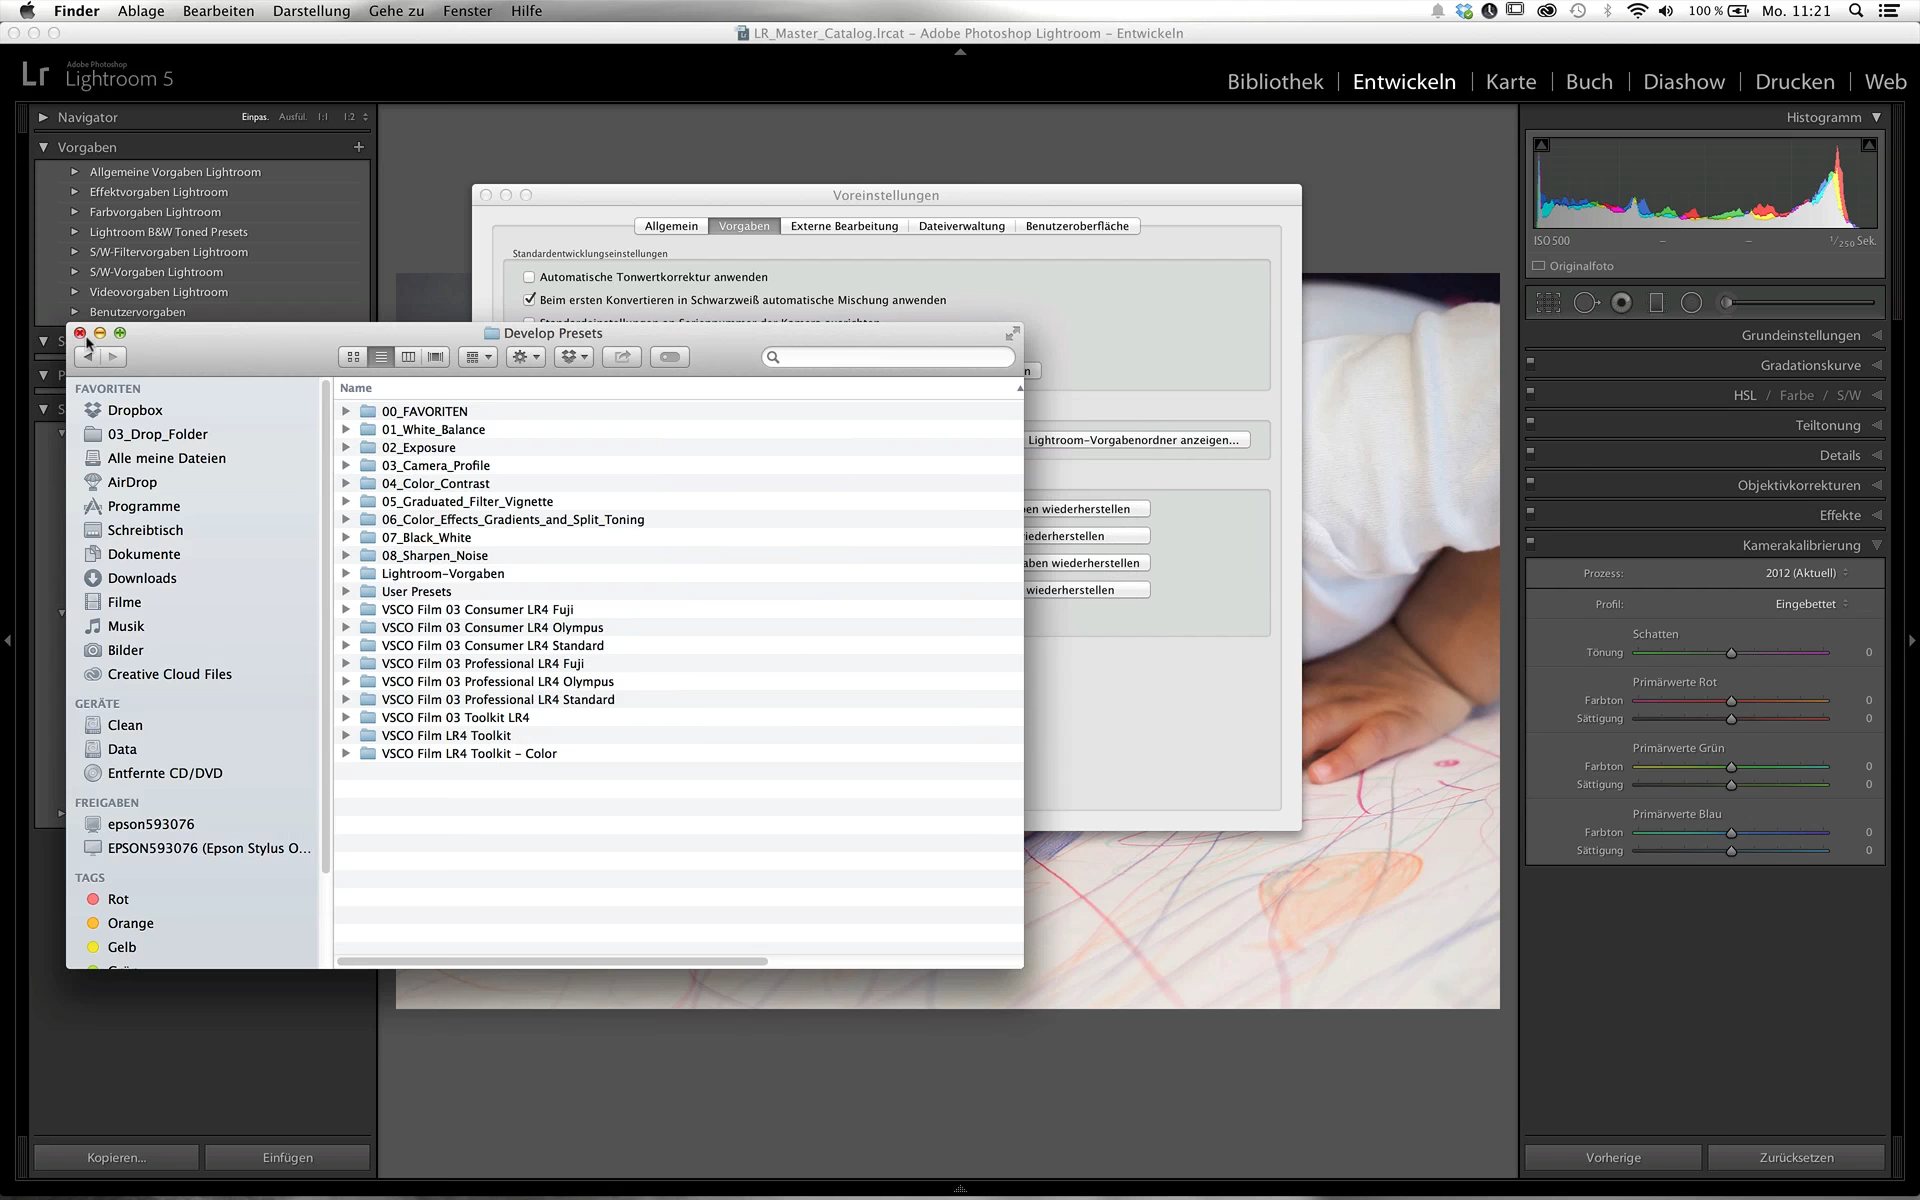 Finder Ablage Bearbeiten Darstellung Gehe zu Fenster Hilfe 100 % Mo. 11:21
LR_Master_Catalog.lrcat – Adobe Photoshop Lightroom – Entwickeln
Lr Adobe Photoshop
Lightroom 5
Bibliothek | Entwickeln | Karte | Buch | Diashow | Drucken | Web
Navigator Einpas. Ausfül. 1:1 1:2
Vorgaben +
Allgemeine Vorgaben Lightroom
Effektvorgaben Lightroom
Farbvorgaben Lightroom
Lightroom B&W Toned Presets
S/W-Filtervorgaben Lightroom
S/W-Vorgaben Lightroom
Videovorgaben Lightroom
Benutzervorgaben
Voreinstellungen
Allgemein Vorgaben Externe Bearbeitung Dateiverwaltung Benutzeroberfläche
Standardentwicklungseinstellungen
Automatische Tonwertkorrektur anwenden
Beim ersten Konvertieren in Schwarzweiß automatische Mischung anwenden
Lightroom-Vorgabenordner anzeigen...
en wiederherstellen
iederherstellen
aben wiederherstellen
wiederherstellen
Develop Presets
FAVORITEN
Dropbox
03_Drop_Folder
Alle meine Dateien
AirDrop
Programme
Schreibtisch
Dokumente
Downloads
Filme
Musik
Bilder
Creative Cloud Files
GERÄTE
Clean
Data
Entfernte CD/DVD
FREIGABEN
epson593076
EPSON593076 (Epson Stylus O...
TAGS
Rot
Orange
Gelb
Name
00_FAVORITEN
01_White_Balance
02_Exposure
03_Camera_Profile
04_Color_Contrast
05_Graduated_Filter_Vignette
06_Color_Effects_Gradients_and_Split_Toning
07_Black_White
08_Sharpen_Noise
Lightroom-Vorgaben
User Presets
VSCO Film 03 Consumer LR4 Fuji
VSCO Film 03 Consumer LR4 Olympus
VSCO Film 03 Consumer LR4 Standard
VSCO Film 03 Professional LR4 Fuji
VSCO Film 03 Professional LR4 Olympus
VSCO Film 03 Professional LR4 Standard
VSCO Film 03 Toolkit LR4
VSCO Film LR4 Toolkit
VSCO Film LR4 Toolkit – Color
Histogramm
ISO 500 – – 1/250 Sek.
Originalfoto
Grundeinstellungen
Gradationskurve
HSL / Farbe / S/W
Teiltonung
Details
Objektivkorrekturen
Effekte
Kamerakalibrierung
Prozess: 2012 (Aktuell)
Profil: Eingebettet
Schatten
Tönung 0
Primärwerte Rot
Farbton 0
Sättigung 0
Primärwerte Grün
Farbton 0
Sättigung 0
Primärwerte Blau
Farbton 0
Sättigung 0
Kopieren... Einfügen
Vorherige Zurücksetzen